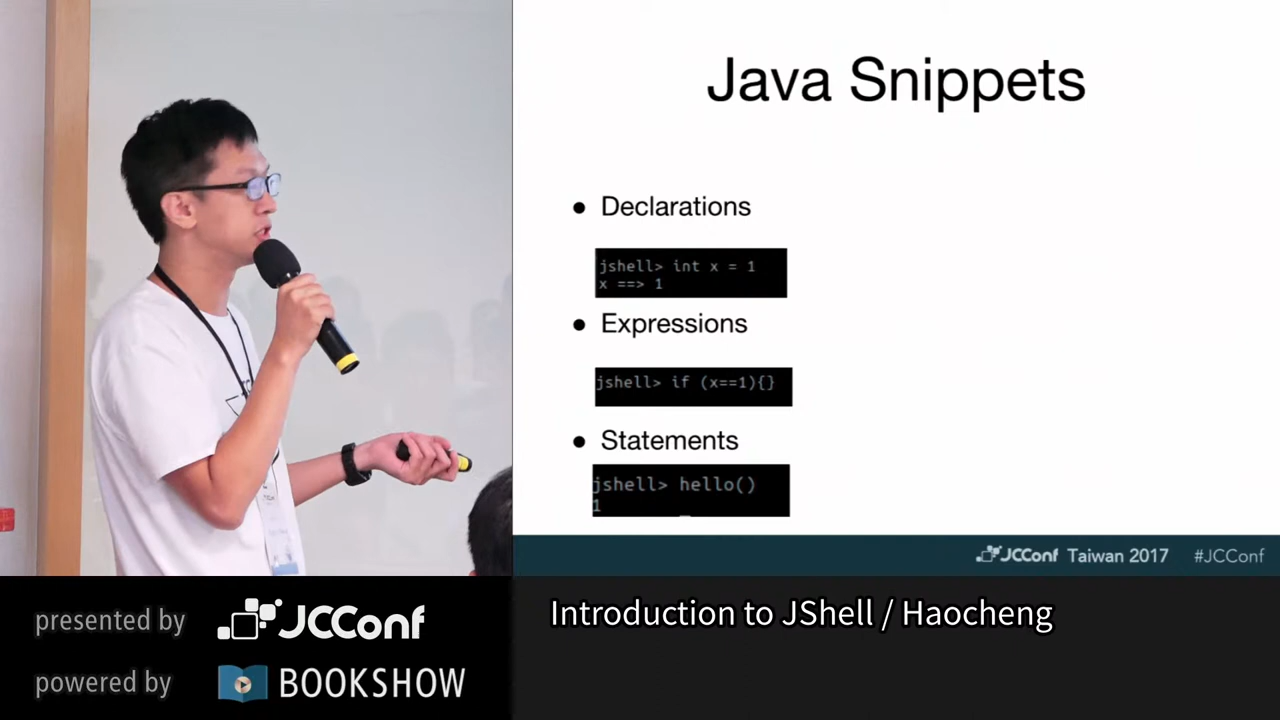 Java Snippets
● Declarations
jshell> int x = 1
x ==> 1
● Expressions
jshell> if (x==1){}
● Statements
jshell> hello()
1
JCConf Taiwan 2017 #JCConf
presented by JCConf
powered by BOOKSHOW
Introduction to JShell / Haocheng